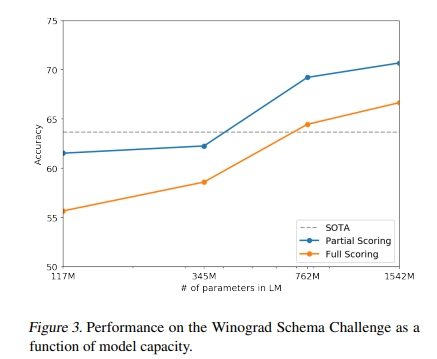 75
70
65
60
55
50
Accuracy
117M
345M
762M
1542M
# of parameters in LM
SOTA
Partial Scoring
Full Scoring
Figure 3. Performance on the Winograd Schema Challenge as a
function of model capacity.